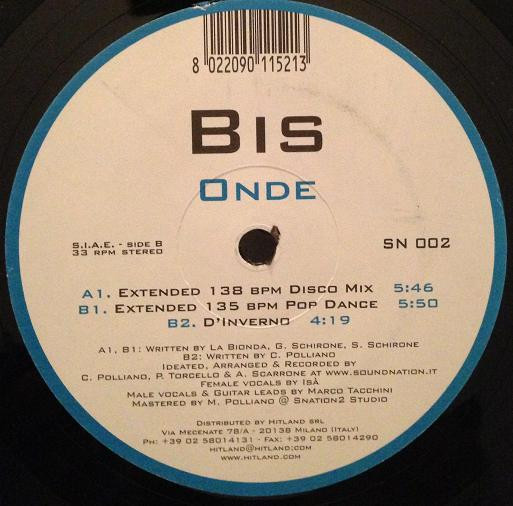 8 022090 115213
BIS
ONDE
S.I.A.E. - SIDE B
33 RPM STEREO
SN 002
A1. EXTENDED 138 BPM DISCO MIX 5:46
B1. EXTENDED 135 BPM POP DANCE 5:50
B2. D'INVERNO 4:19
A1, B1: WRITTEN BY LA BIONDA, G. SCHIRONE, S. SCHIRONE
B2: WRITTEN BY C. POLLIANO
IDEATED, ARRANGED & RECORDED BY
C. POLLIANO, P. TORCELLO & A. SCARRONE AT WWW.SOUNDNATION.IT
FEMALE VOCALS BY ISÀ
MALE VOCALS & GUITAR LEADS BY MARCO TACCHINI
MASTERED BY M. POLLIANO @ SNATION2 STUDIO
DISTRIBUTED BY HITLAND SRL
VIA MECENATE 78/A - 20138 MILANO (ITALY)
PH: +39 02 58014131 - FAX: +39 02 58014290
HITLAND@HITLAND.COM
WWW.HITLAND.COM